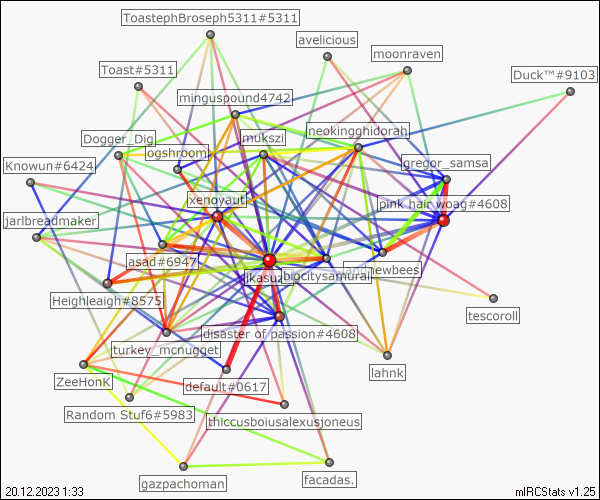 ToastephBroseph5311#5311
avelicious
moonraven
Toast#5311
Duck™#9103
minguspound4742
neokingghidorah
Dogger_Dig
mukszi
ogshroom
gregor_samsa
Knowun#6424
xenoyaut
pink hair woag#4608
jarlbreadmaker
asad#6947
jkasuz
bigcitysamurai
newbees
Heighleaigh#8575
tescoroll
disaster of passion#4608
turkey_mcnugget
lahnk
ZeeHonK
default#0617
Random Stuf6#5983
thiccusboiusalexusjoneus
gazpachoman
facadas.
20.12.2023 1:33
mIRCStats v1.25